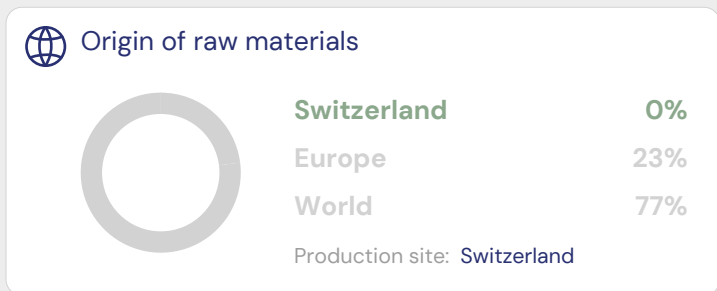 Origin of raw materials
Switzerland 0%
Europe 23%
World 77%
Production site: Switzerland